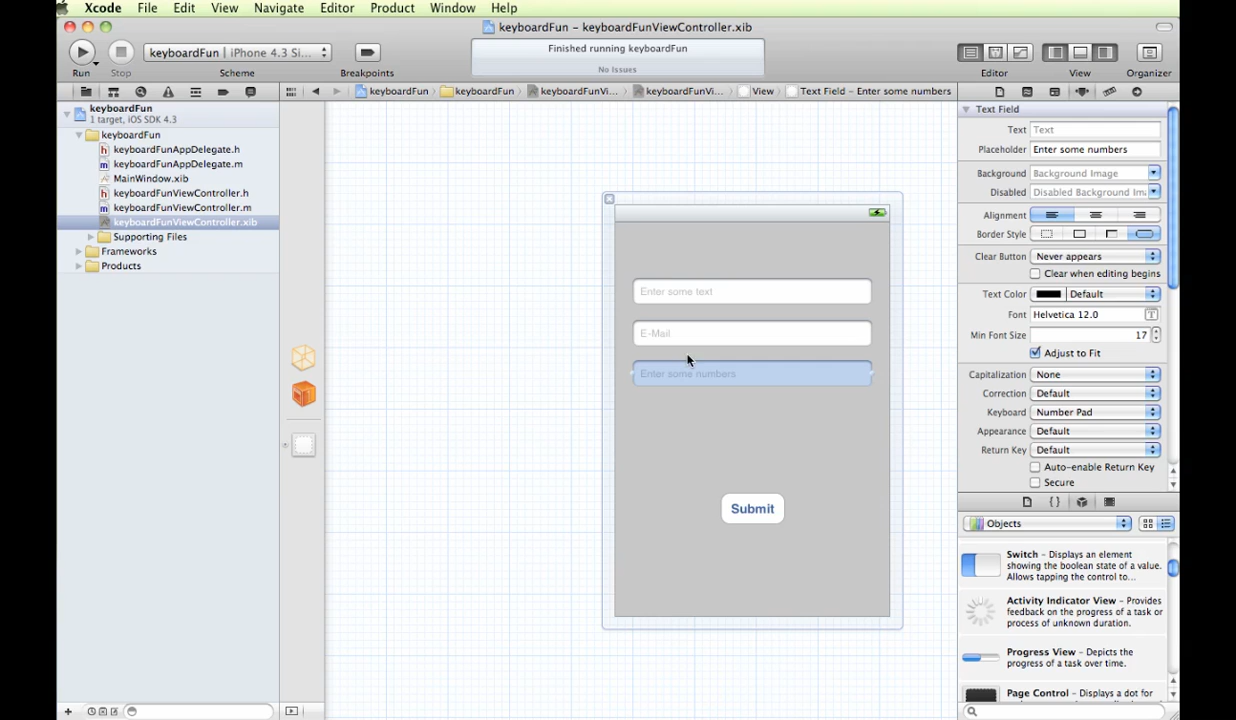 Xcode File Edit View Navigate Editor Product Window Help
keyboardFun – keyboardFunViewController.xib
keyboardFun | iPhone 4.3 Si...
Finished running keyboardFun
No Issues
Run Stop Scheme Breakpoints Editor View Organizer
keyboardFun keyboardFun keyboardFunVi... keyboardFunVi... View Text Field – Enter some numbers
keyboardFun
1 target, iOS SDK 4.3
keyboardFun
keyboardFunAppDelegate.h
keyboardFunAppDelegate.m
MainWindow.xib
keyboardFunViewController.h
keyboardFunViewController.m
keyboardFunViewController.xib
Supporting Files
Frameworks
Products
Enter some text
E-Mail
Enter some numbers
Submit
Text Field
Text Text
Placeholder Enter some numbers
Background Background Image
Disabled Disabled Background Ima
Alignment
Border Style
Clear Button Never appears
Clear when editing begins
Text Color Default
Font Helvetica 12.0
Min Font Size 17
Adjust to Fit
Capitalization None
Correction Default
Keyboard Number Pad
Appearance Default
Return Key Default
Auto-enable Return Key
Secure
Objects
Switch – Displays an element
showing the boolean state of a value.
Allows tapping the control to...
Activity Indicator View – Provides
feedback on the progress of a task or
process of unknown duration.
Progress View – Depicts the
progress of a task over time.
Page Control – Displays a dot for